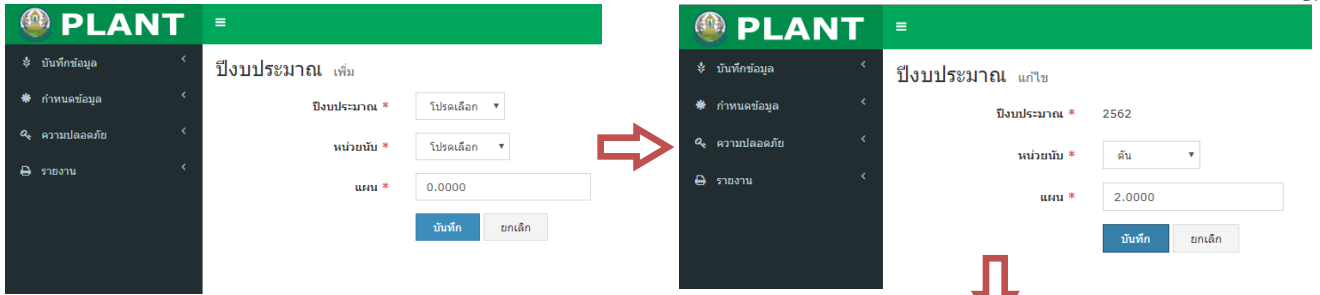 PLANT
บันทึกข้อมูล
กำหนดข้อมูล
ความปลอดภัย
รายงาน
ปีงบประมาณ เพิ่ม
ปีงบประมาณ * โปรดเลือก
หน่วยนับ * โปรดเลือก
แผน * 0.0000
บันทึก ยกเลิก
PLANT
บันทึกข้อมูล
กำหนดข้อมูล
ความปลอดภัย
รายงาน
ปีงบประมาณ แก้ไข
ปีงบประมาณ * 2562
หน่วยนับ * ตัน
แผน * 2.0000
บันทึก ยกเลิก